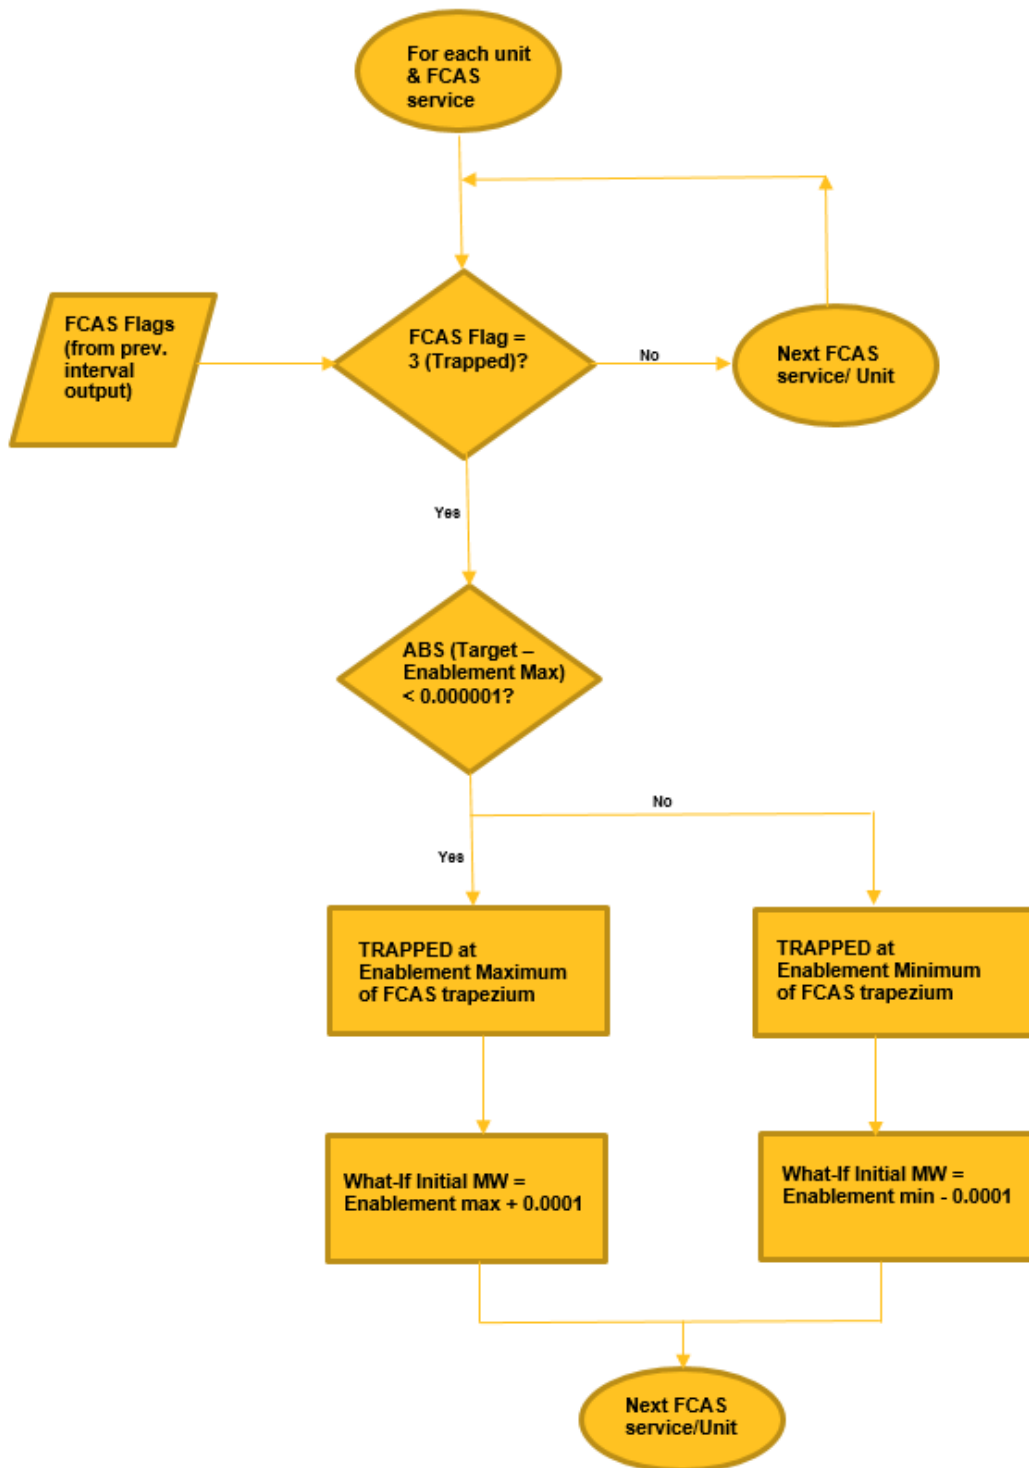 For each unit
& FCAS
service
FCAS Flags
(from prev.
interval
output)
FCAS Flag =
3 (Trapped)?
No
Next FCAS
service/ Unit
Yes
ABS (Target –
Enablement Max)
< 0.000001?
No
Yes
TRAPPED at
Enablement Maximum
of FCAS trapezium
TRAPPED at
Enablement Minimum
of FCAS trapezium
What-If Initial MW =
Enablement max + 0.0001
What-If Initial MW =
Enablement min - 0.0001
Next FCAS
service/Unit